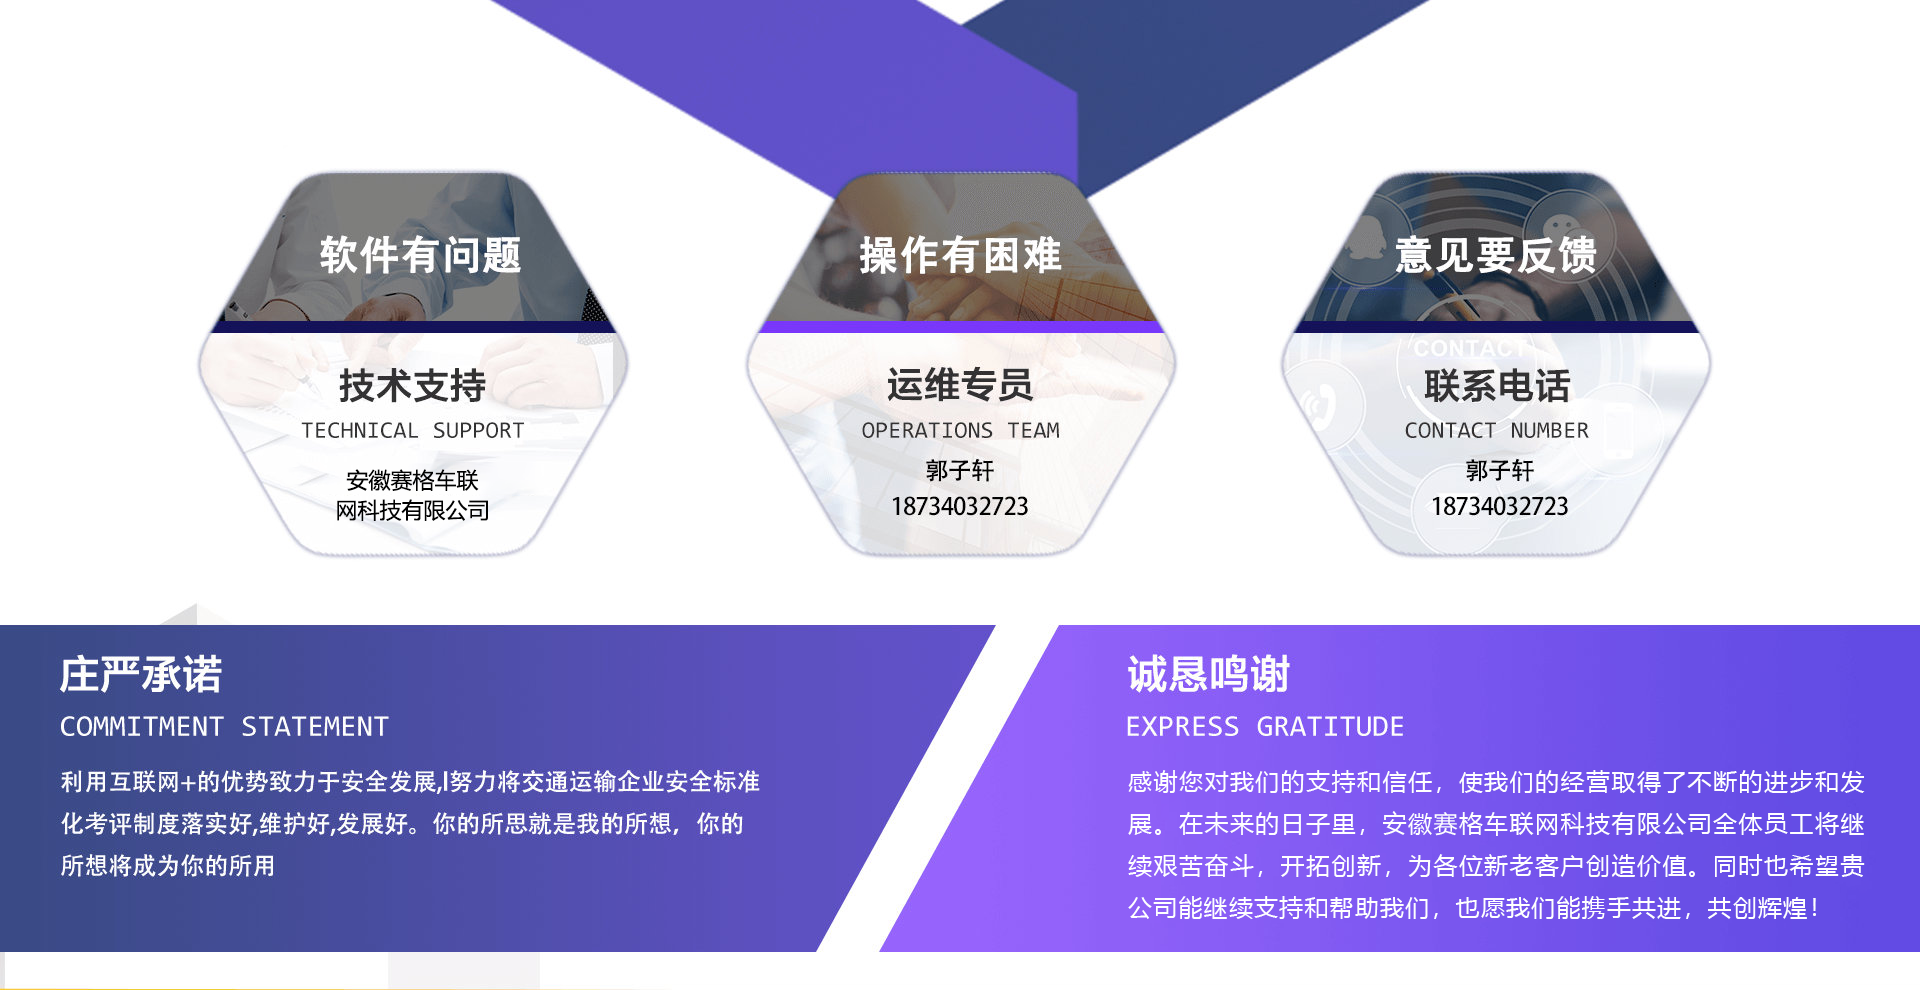 软件有问题
技术支持
TECHNICAL SUPPORT
安徽赛格车联
网科技有限公司
操作有困难
运维专员
OPERATIONS TEAM
郭子轩
18734032723
意见要反馈
CONTACT
联系电话
CONTACT NUMBER
郭子轩
18734032723
庄严承诺
COMMITMENT STATEMENT
利用互联网+的优势致力于安全发展,l努力将交通运输企业安全标准
化考评制度落实好,维护好,发展好。你的所思就是我的所想，你的
所想将成为你的所用
诚恳鸣谢
EXPRESS GRATITUDE
感谢您对我们的支持和信任，使我们的经营取得了不断的进步和发
展。在未来的日子里，安徽赛格车联网科技有限公司全体员工将继
续艰苦奋斗，开拓创新，为各位新老客户创造价值。同时也希望贵
公司能继续支持和帮助我们，也愿我们能携手共进，共创辉煌！